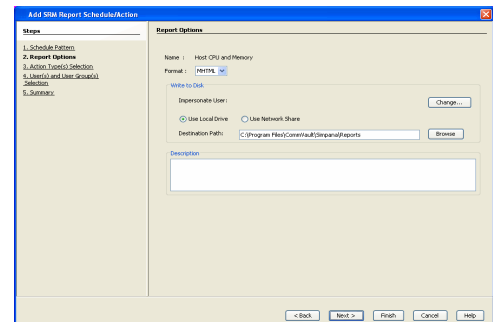 Add SRM Report Schedule/Action
Steps
1. Schedule Pattern
2. Report Options
3. Action Type(s) Selection
4. User(s) and User Group(s)
Selection
5. Summary
Report Options
Name : Host CPU and Memory
Format : MHTML
Write to Disk
Impersonate User: Change...
Use Local Drive Use Network Share
Destination Path: C:\Program Files\CommVault\Simpana\Reports Browse
Description
< Back Next > Finish Cancel Help